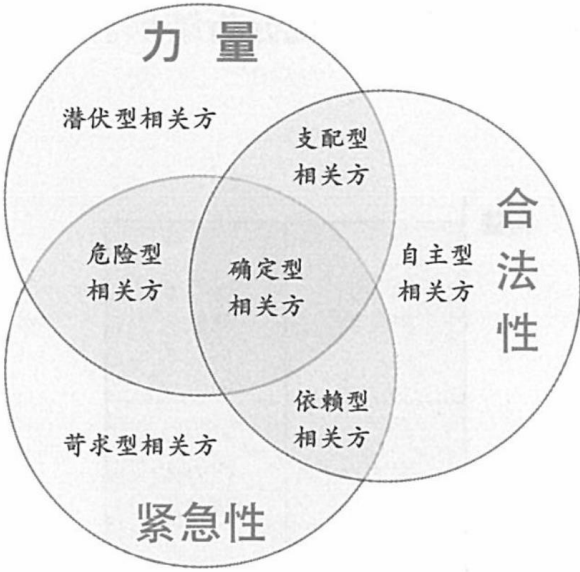 力量
潜伏型相关方
支配型
相关方
合
法
性
危险型
相关方
确定型
相关方
自主型
相关方
依赖型
相关方
苛求型相关方
紧急性